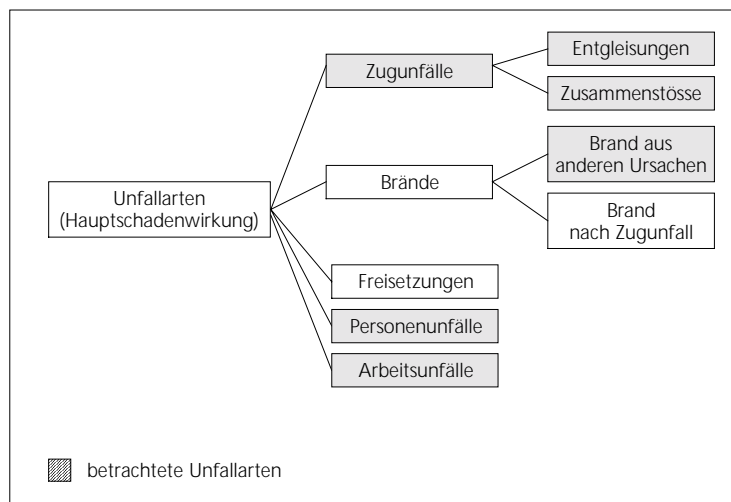 Unfallarten
(Hauptschadenwirkung)
Zugunfälle
Entgleisungen
Zusammenstösse
Brände
Brand aus
anderen Ursachen
Brand
nach Zugunfall
Freisetzungen
Personenunfälle
Arbeitsunfälle
betrachtete Unfallarten